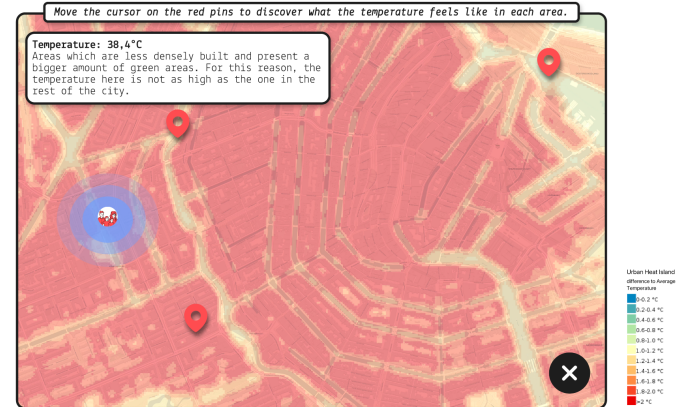 Move the cursor on the red pins to discover what the temperature feels like in each area.
Temperature: 38,4°C
Areas which are less densely built and present a
bigger amount of green areas. For this reason, the
temperature here is not as high as the one in the
rest of the city.
Urban Heat Island
difference to Average
Temperature
0-0.2 °C
0.2-0.4 °C
0.4-0.6 °C
0.6-0.8 °C
0.8-1.0 °C
1.0-1.2 °C
1.2-1.4 °C
1.4-1.6 °C
1.6-1.8 °C
1.8-2.0 °C
=2 °C